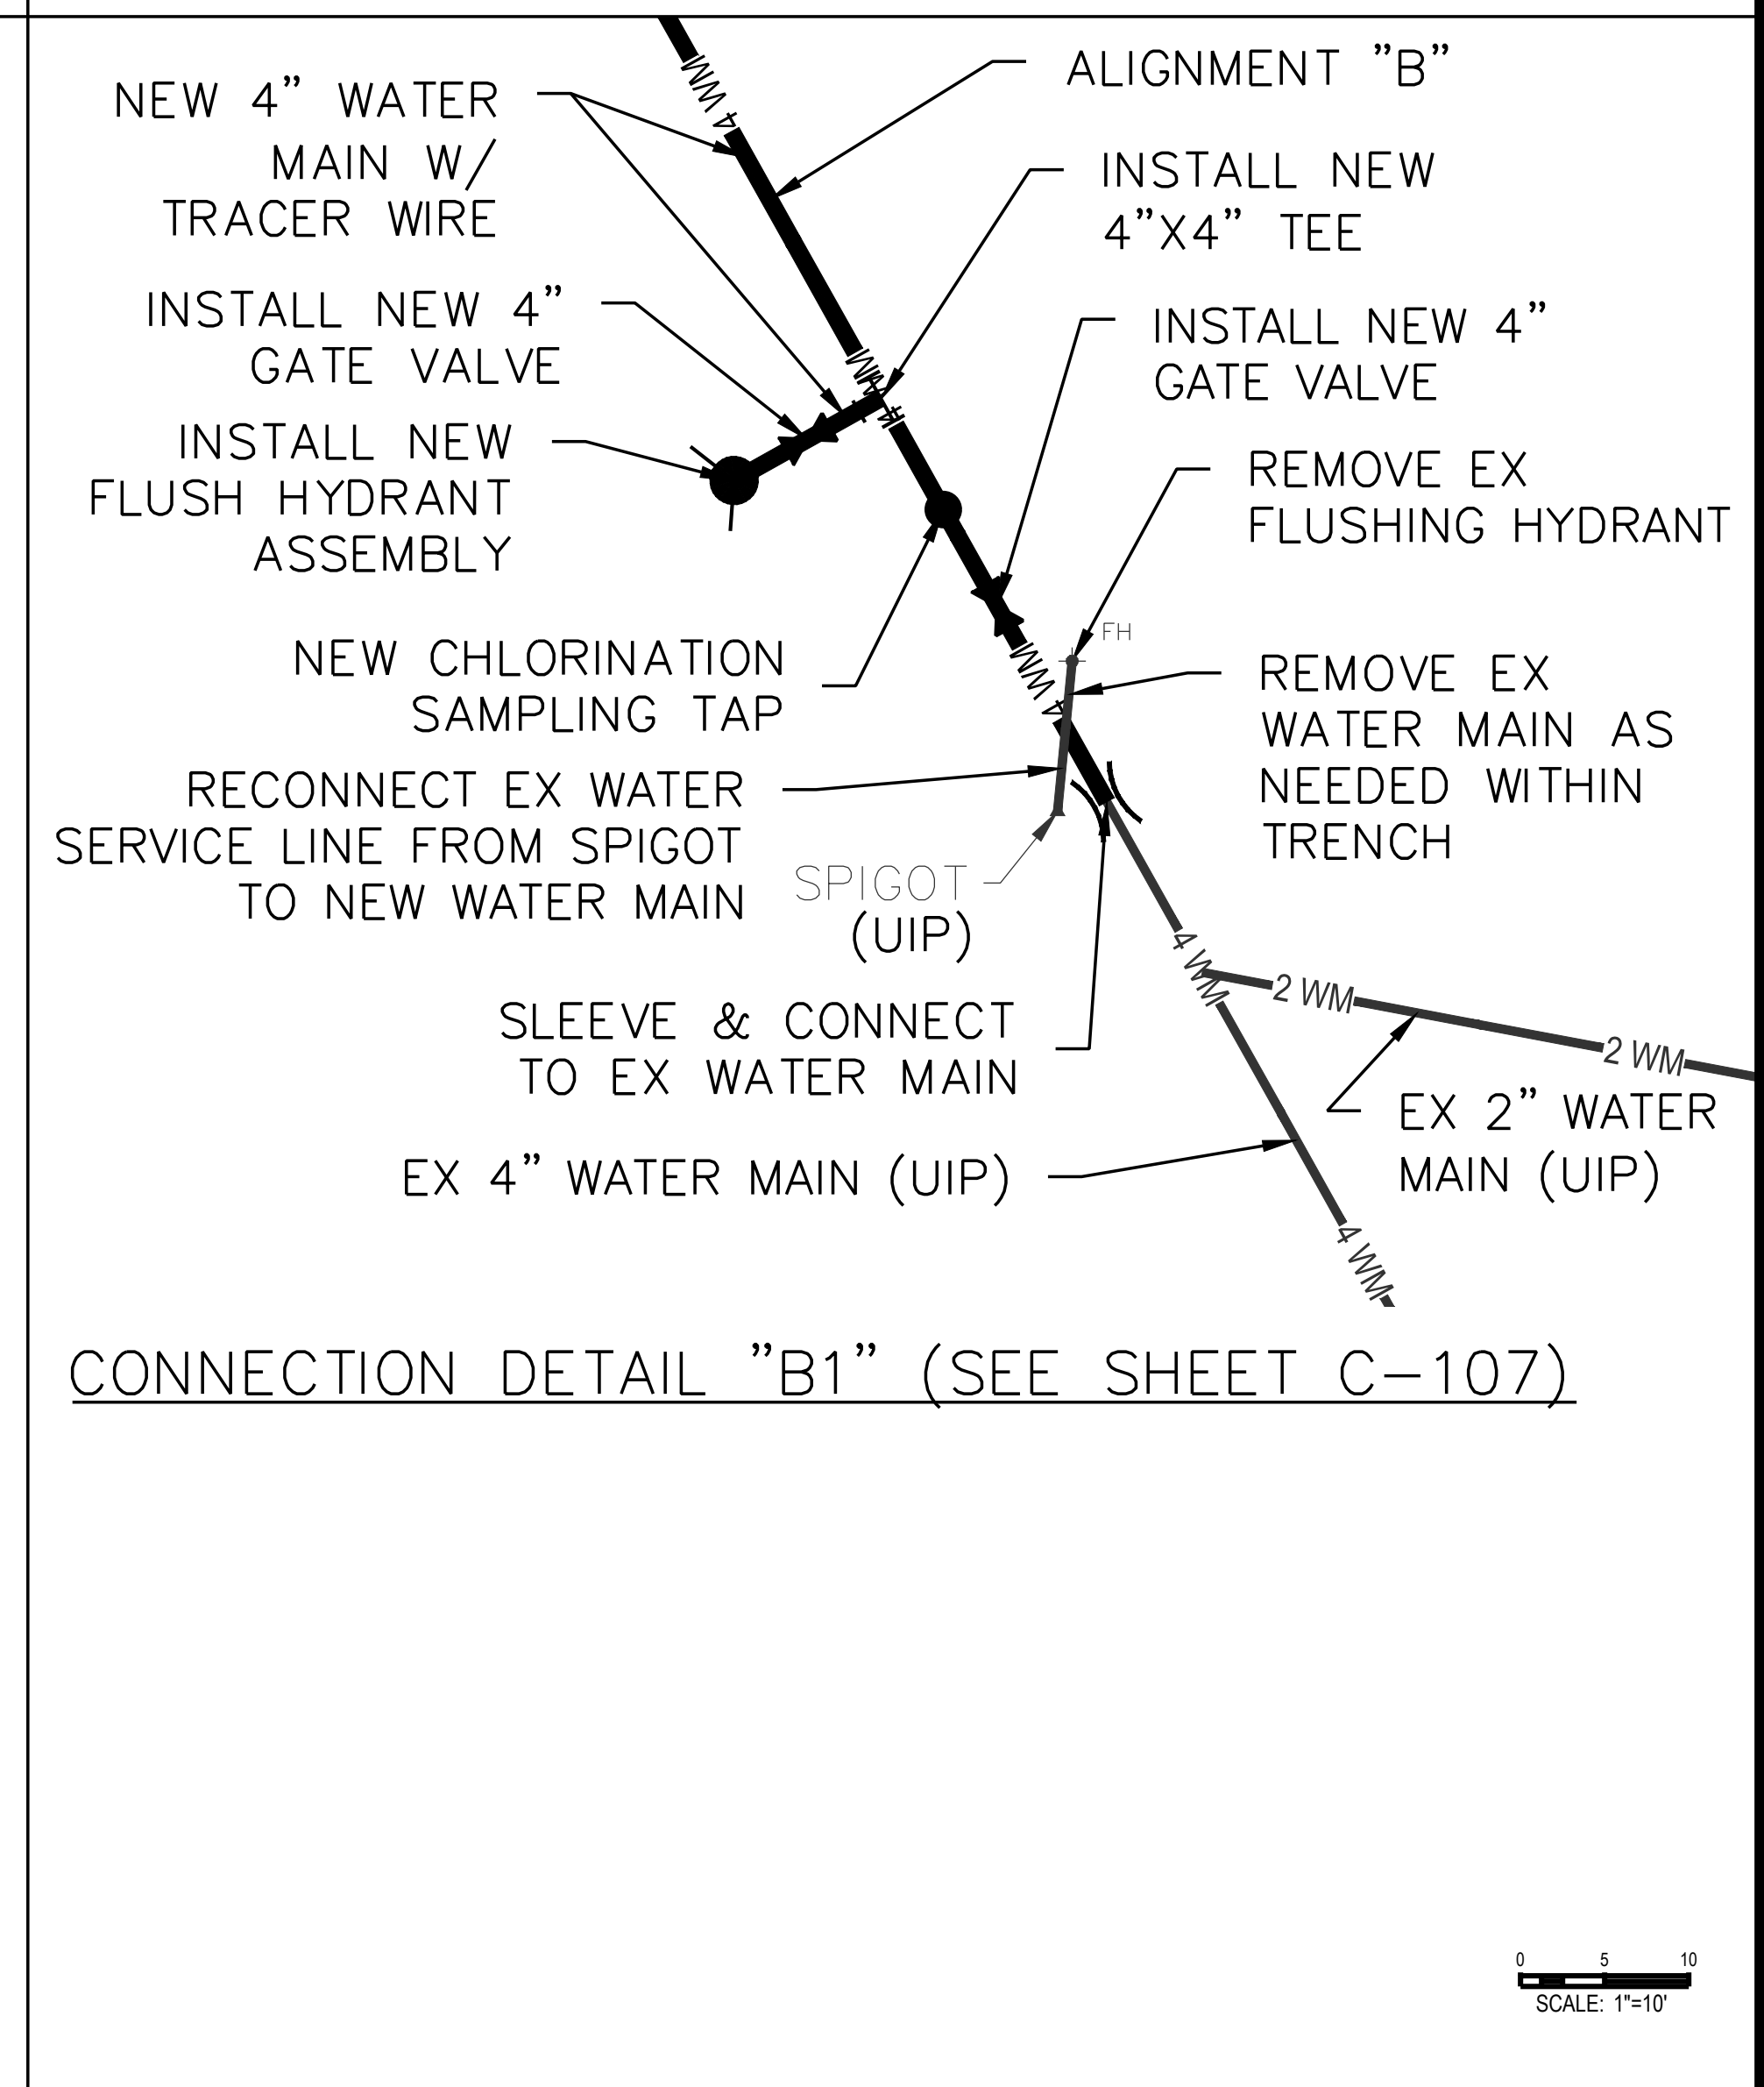 NEW 4" WATER
MAIN W/
TRACER WIRE
INSTALL NEW 4"
GATE VALVE
INSTALL NEW
FLUSH HYDRANT
ASSEMBLY
NEW CHLORINATION
SAMPLING TAP
RECONNECT EX WATER
SERVICE LINE FROM SPIGOT
TO NEW WATER MAIN
SPIGOT
(UIP)
SLEEVE & CONNECT
TO EX WATER MAIN
EX 4" WATER MAIN (UIP)
ALIGNMENT "B"
INSTALL NEW
4"X4" TEE
INSTALL NEW 4"
GATE VALVE
REMOVE EX
FLUSHING HYDRANT
FH
REMOVE EX
WATER MAIN AS
NEEDED WITHIN
TRENCH
EX 2" WATER
MAIN (UIP)
4 WM
4 WM
4 WM
4 WM
2 WM
2 WM
4 WM
CONNECTION DETAIL "B1" (SEE SHEET C-107)
0 5 10
SCALE: 1"=10'